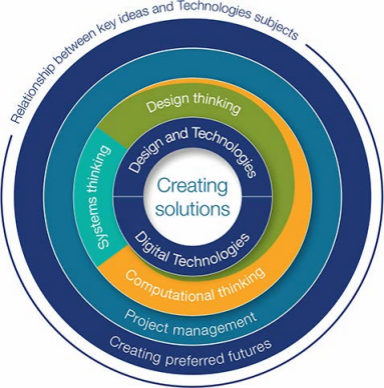 Relationship between key ideas and Technologies subjects
Design thinking
Design and Technologies
Systems thinking
Creating
solutions
Digital Technologies
Computational thinking
Project management
Creating preferred futures